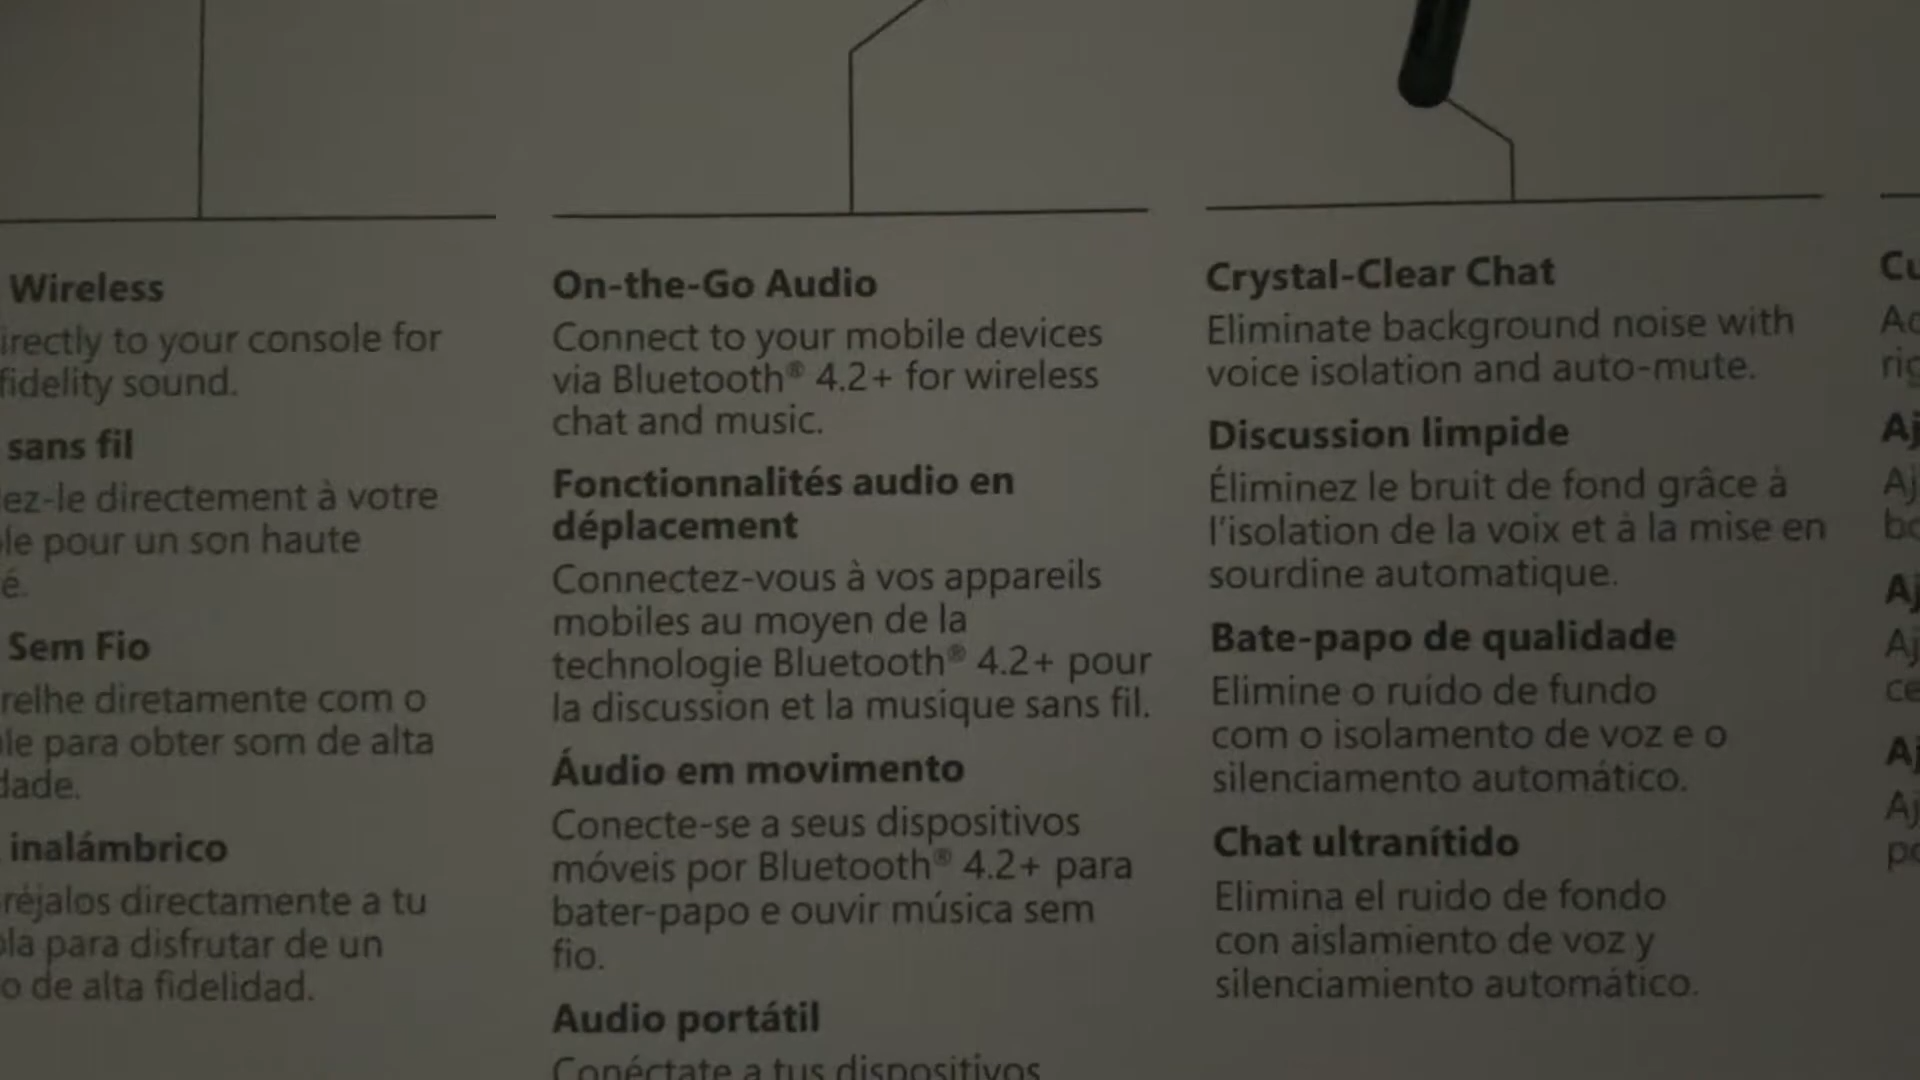 Wireless
irectly to your console for
fidelity sound.
sans fil
lez-le directement à votre
le pour un son haute
é.
Sem Fio
relhe diretamente com o
le para obter som de alta
dade.
inalámbrico
réjalos directamente a tu
ola para disfrutar de un
o de alta fidelidad.
On-the-Go Audio
Connect to your mobile devices
via Bluetooth® 4.2+ for wireless
chat and music.
Fonctionnalités audio en
déplacement
Connectez-vous à vos appareils
mobiles au moyen de la
technologie Bluetooth® 4.2+ pour
la discussion et la musique sans fil.
Áudio em movimento
Conecte-se a seus dispositivos
móveis por Bluetooth® 4.2+ para
bater-papo e ouvir música sem
fio.
Audio portátil
Conéctate a tus dispositivos
Crystal-Clear Chat
Eliminate background noise with
voice isolation and auto-mute.
Discussion limpide
Éliminez le bruit de fond grâce à
l'isolation de la voix et à la mise en
sourdine automatique.
Bate-papo de qualidade
Elimine o ruído de fundo
com o isolamento de voz e o
silenciamento automático.
Chat ultranítido
Elimina el ruido de fondo
con aislamiento de voz y
silenciamiento automático.